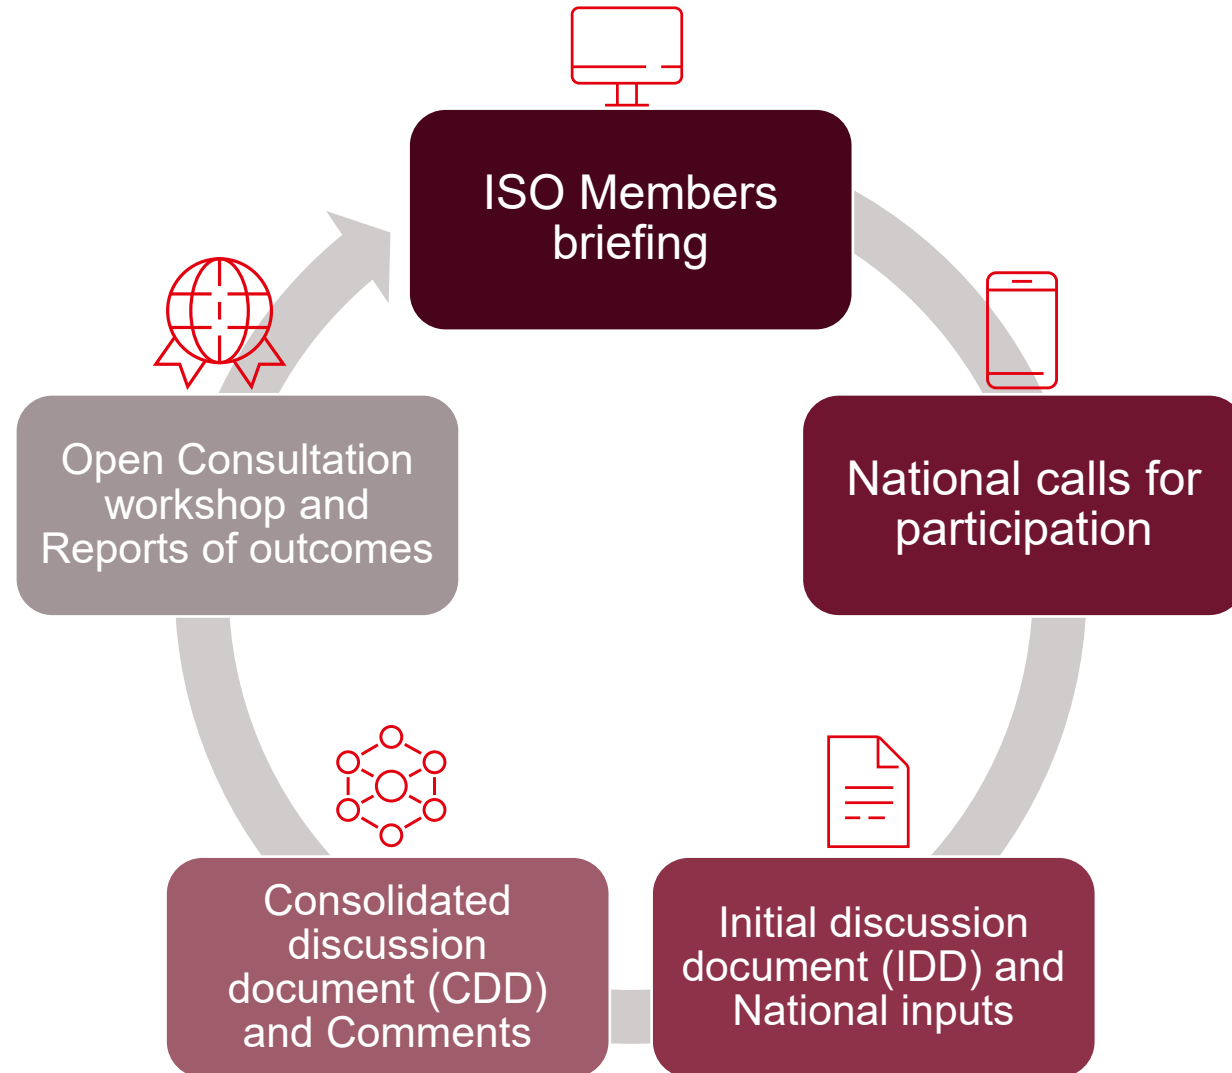 ISO Members
briefing
National calls for
participation
Initial discussion
document (IDD) and
National inputs
Consolidated
discussion
document (CDD)
and Comments
Open Consultation
workshop and
Reports of outcomes